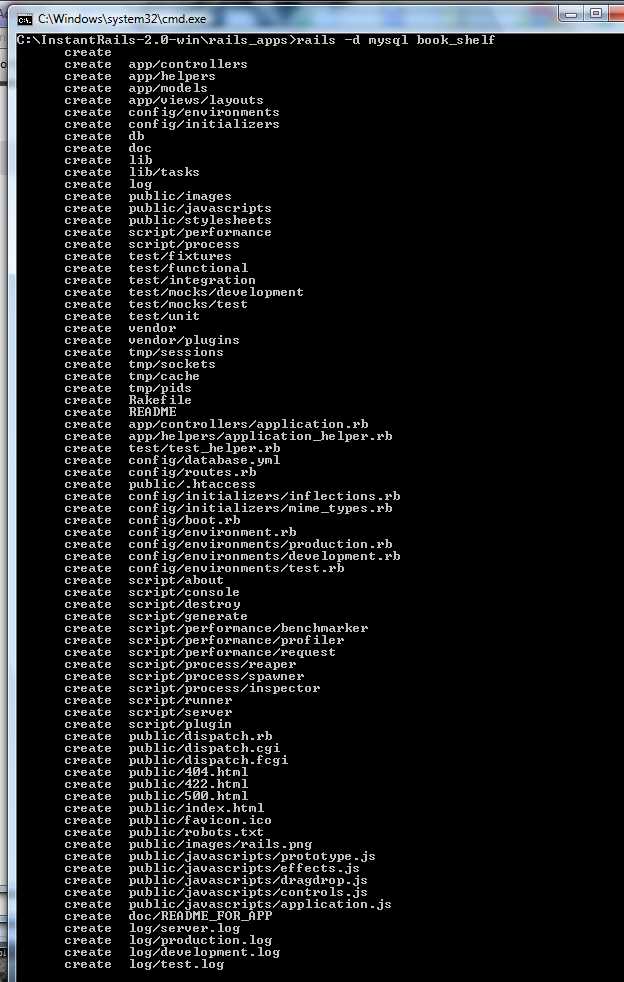 C:\Windows\system32\cmd.exe
C:\InstantRails-2.0-win\rails_apps>rails -d mysql book_shelf
create
create app/controllers
create app/helpers
create app/models
create app/views/layouts
create config/environments
create config/initializers
create db
create doc
create lib
create lib/tasks
create log
create public/images
create public/javascripts
create public/stylesheets
create script/performance
create script/process
create test/fixtures
create test/functional
create test/integration
create test/mocks/development
create test/mocks/test
create test/unit
create vendor
create vendor/plugins
create tmp/sessions
create tmp/sockets
create tmp/cache
create tmp/pids
create Rakefile
create README
create app/controllers/application.rb
create app/helpers/application_helper.rb
create test/test_helper.rb
create config/database.yml
create config/routes.rb
create public/.htaccess
create config/initializers/inflections.rb
create config/initializers/mime_types.rb
create config/boot.rb
create config/environment.rb
create config/environments/production.rb
create config/environments/development.rb
create config/environments/test.rb
create script/about
create script/console
create script/destroy
create script/generate
create script/performance/benchmarker
create script/performance/profiler
create script/performance/request
create script/process/reaper
create script/process/spawner
create script/process/inspector
create script/runner
create script/server
create script/plugin
create public/dispatch.rb
create public/dispatch.cgi
create public/dispatch.fcgi
create public/404.html
create public/422.html
create public/500.html
create public/index.html
create public/favicon.ico
create public/robots.txt
create public/images/rails.png
create public/javascripts/prototype.js
create public/javascripts/effects.js
create public/javascripts/dragdrop.js
create public/javascripts/controls.js
create public/javascripts/application.js
create doc/README_FOR_APP
create log/server.log
create log/production.log
create log/development.log
create log/test.log